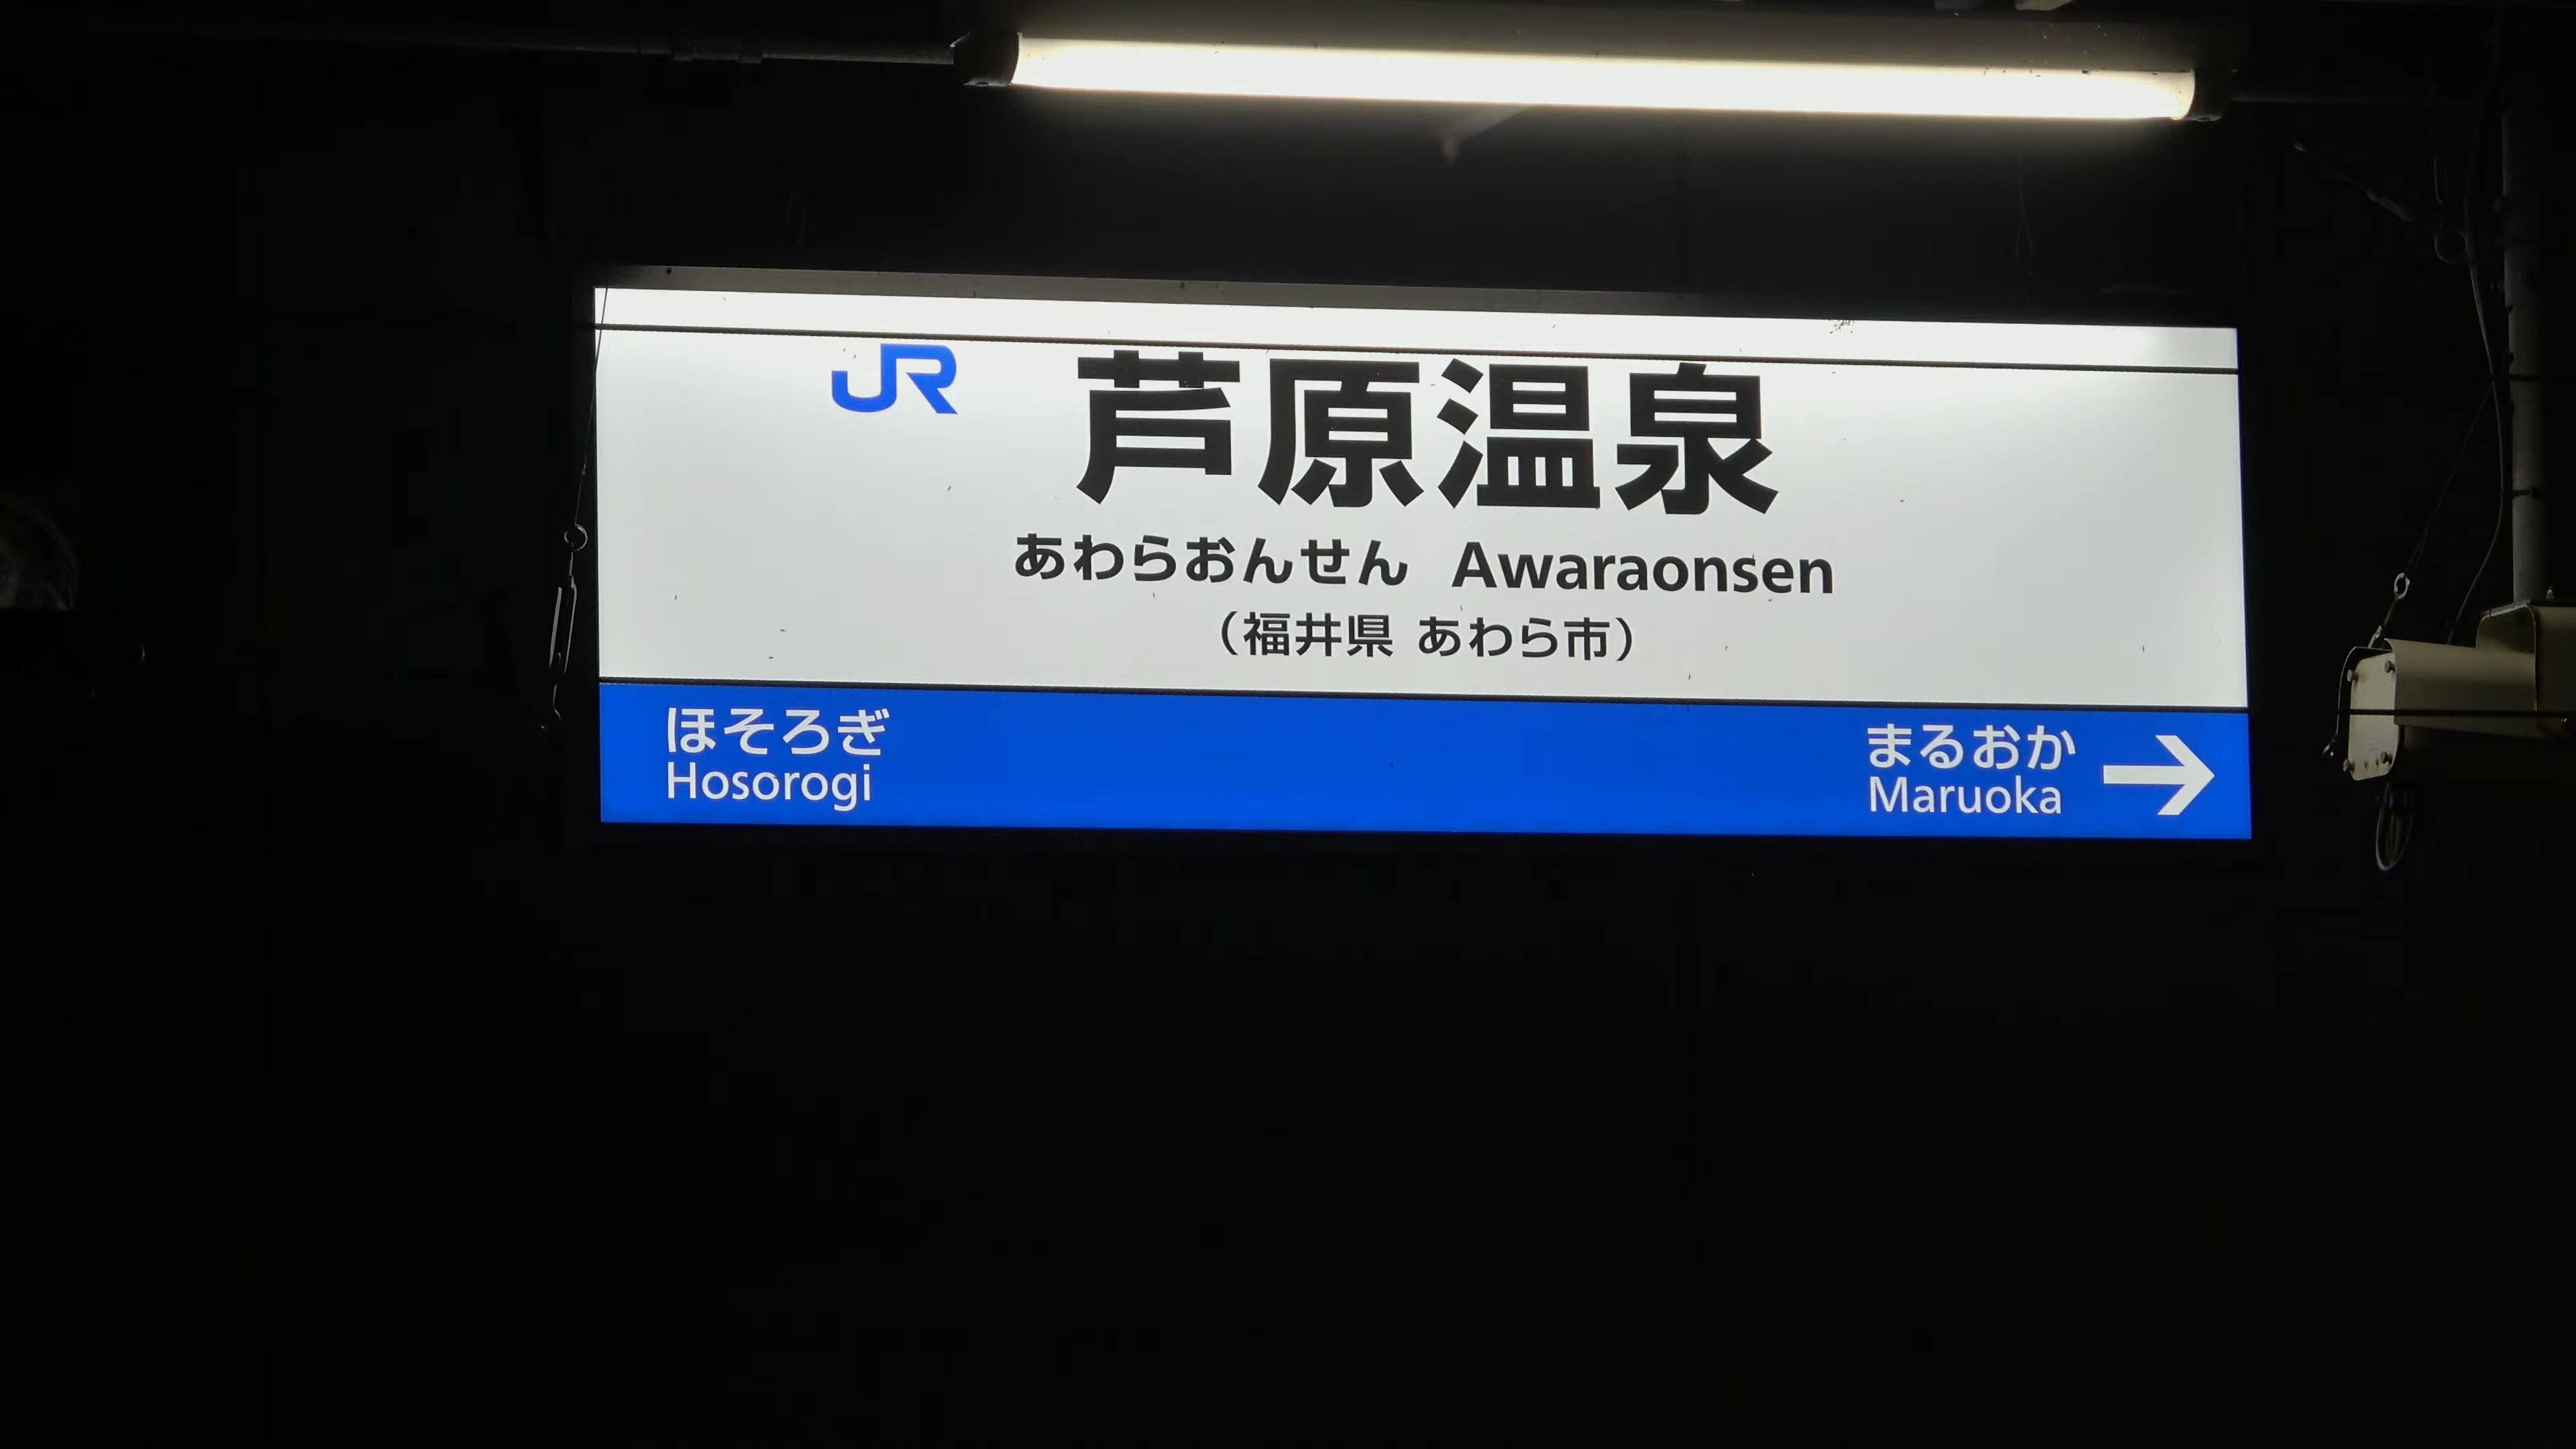 JR 芦原温泉
あわらおんせん Awaraonsen
（福井県 あわら市）
ほそろぎ
Hosorogi
まるおか
Maruoka →